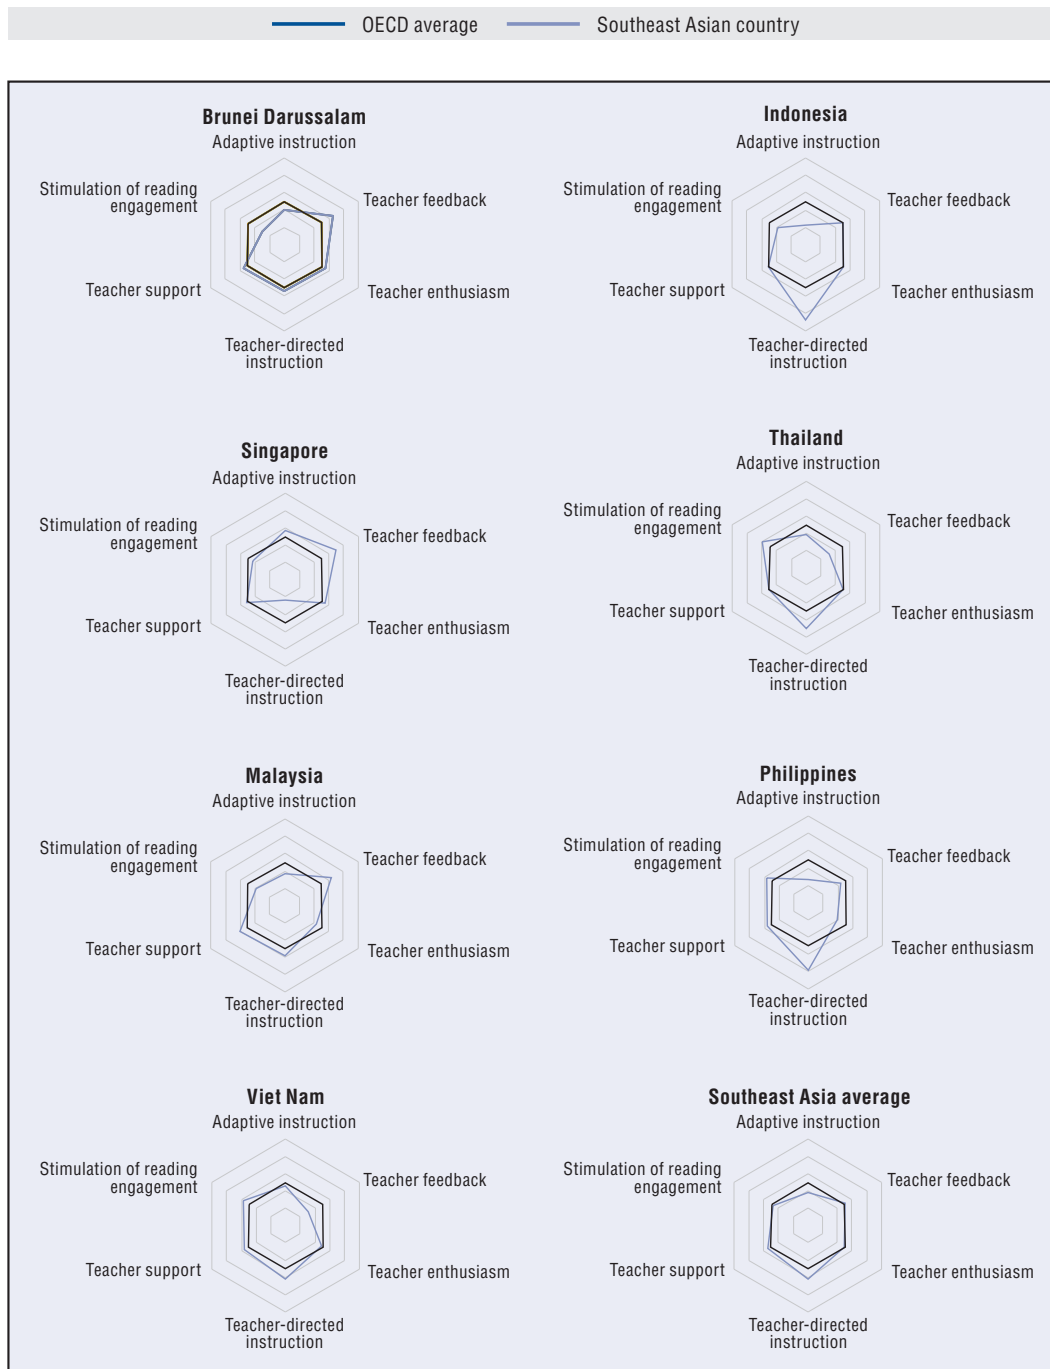 OECD average
Southeast Asian country
Brunei Darussalam
Adaptive instruction
Stimulation of reading
engagement
Teacher feedback
Teacher support
Teacher enthusiasm
Teacher-directed
instruction
Indonesia
Adaptive instruction
Stimulation of reading
engagement
Teacher feedback
Teacher support
Teacher enthusiasm
Teacher-directed
instruction
Singapore
Adaptive instruction
Stimulation of reading
engagement
Teacher feedback
Teacher support
Teacher enthusiasm
Teacher-directed
instruction
Thailand
Adaptive instruction
Stimulation of reading
engagement
Teacher feedback
Teacher support
Teacher enthusiasm
Teacher-directed
instruction
Malaysia
Adaptive instruction
Stimulation of reading
engagement
Teacher feedback
Teacher support
Teacher enthusiasm
Teacher-directed
instruction
Philippines
Adaptive instruction
Stimulation of reading
engagement
Teacher feedback
Teacher support
Teacher enthusiasm
Teacher-directed
instruction
Viet Nam
Adaptive instruction
Stimulation of reading
engagement
Teacher feedback
Teacher support
Teacher enthusiasm
Teacher-directed
instruction
Southeast Asia average
Adaptive instruction
Stimulation of reading
engagement
Teacher feedback
Teacher support
Teacher enthusiasm
Teacher-directed
instruction